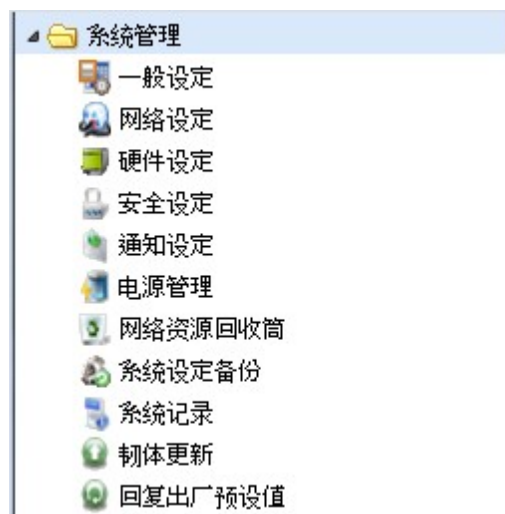 系统管理
一般设定
网络设定
硬件设定
安全设定
通知设定
电源管理
网络资源回收筒
系统设定备份
系统记录
韧体更新
回复出厂预设值